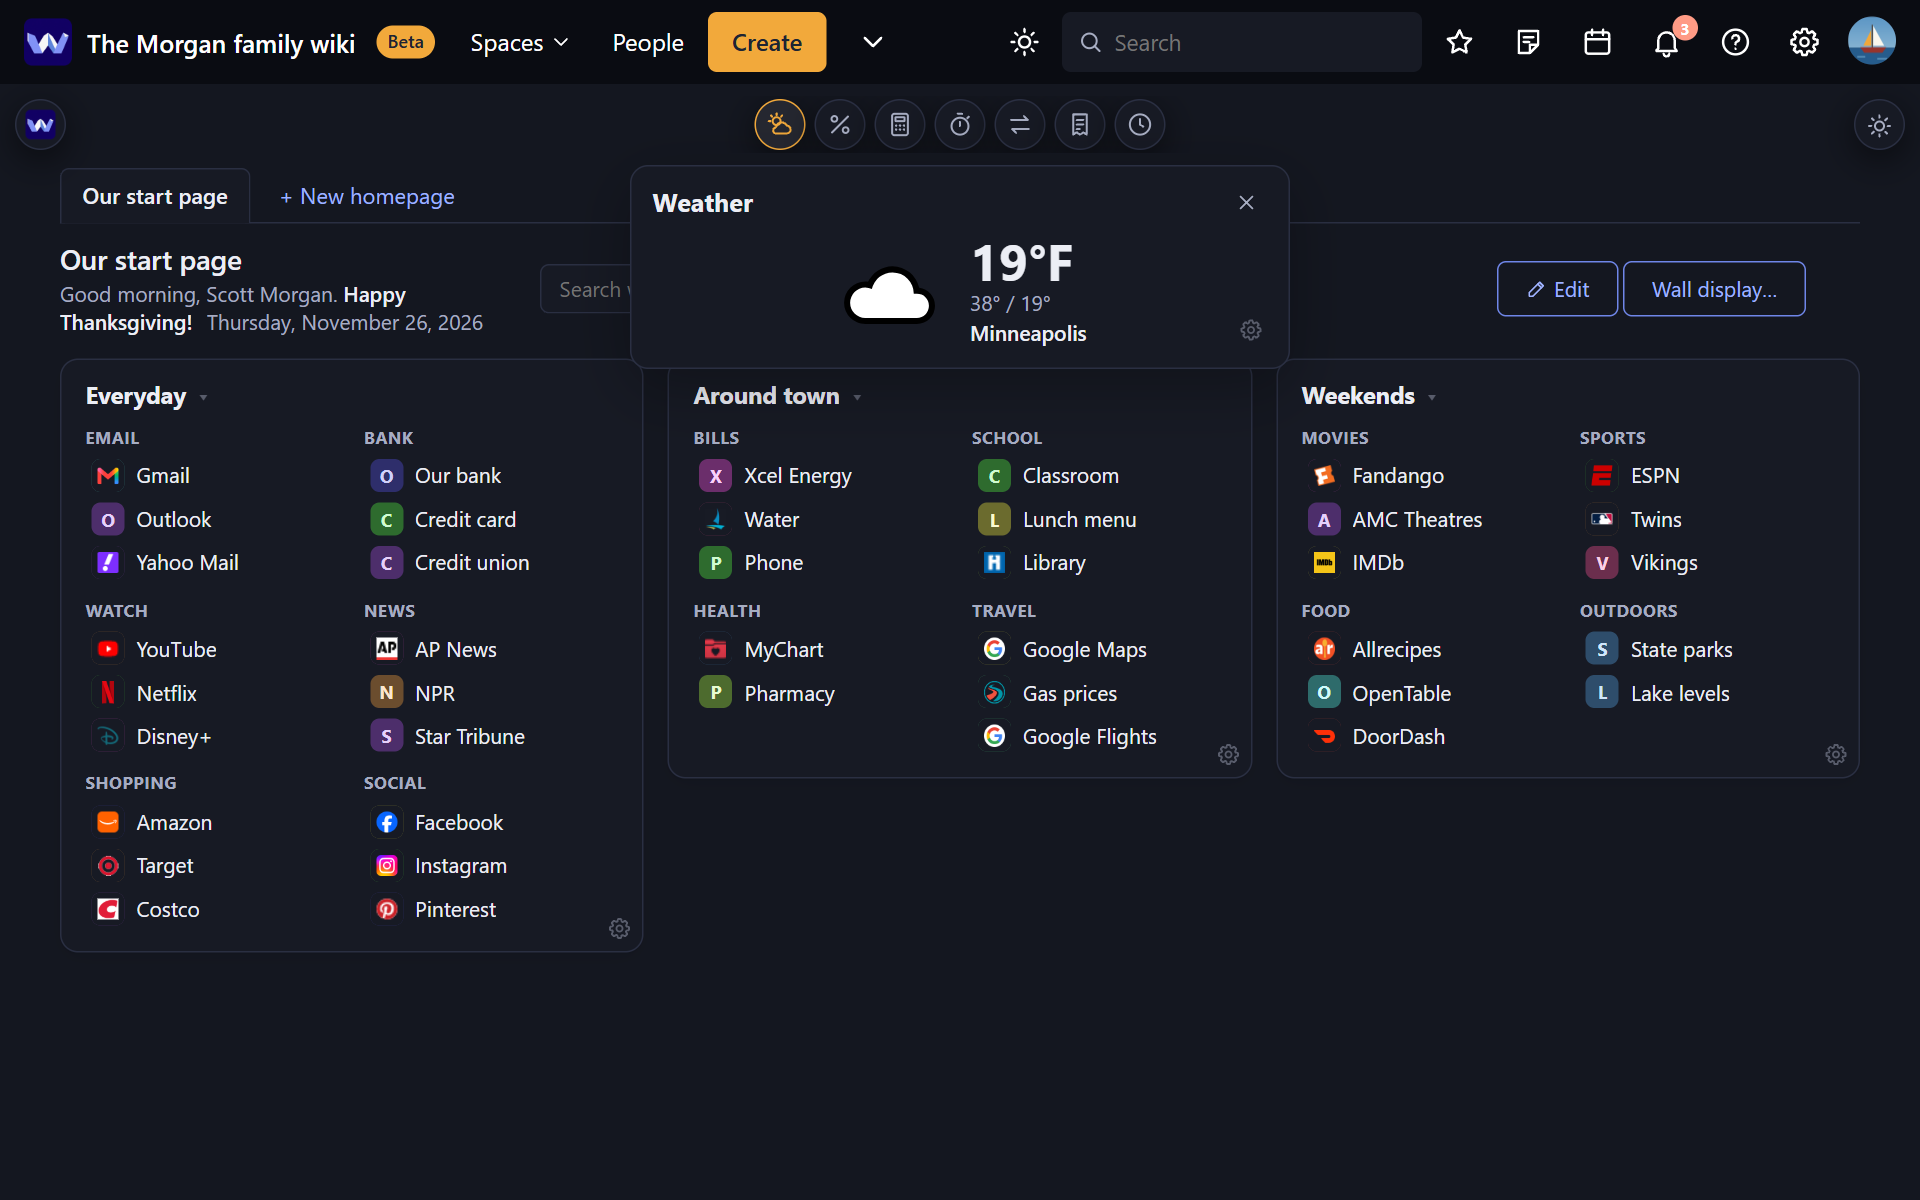 The Morgan family wiki Beta Spaces People Create Search 3
Weather
Our start page + New homepage
19°F
38° / 19°
Minneapolis
Our start page
Good morning, Scott Morgan. Happy
Thanksgiving! Thursday, November 26, 2026
Search
Edit Wall display...
Everyday
EMAIL
Gmail
Outlook
Yahoo Mail
BANK
Our bank
Credit card
Credit union
WATCH
YouTube
Netflix
Disney+
NEWS
AP News
NPR
Star Tribune
SHOPPING
Amazon
Target
Costco
SOCIAL
Facebook
Instagram
Pinterest
Around town
BILLS
Xcel Energy
Water
Phone
SCHOOL
Classroom
Lunch menu
Library
HEALTH
MyChart
Pharmacy
TRAVEL
Google Maps
Gas prices
Google Flights
Weekends
MOVIES
Fandango
AMC Theatres
IMDb
SPORTS
ESPN
Twins
Vikings
FOOD
Allrecipes
OpenTable
DoorDash
OUTDOORS
State parks
Lake levels